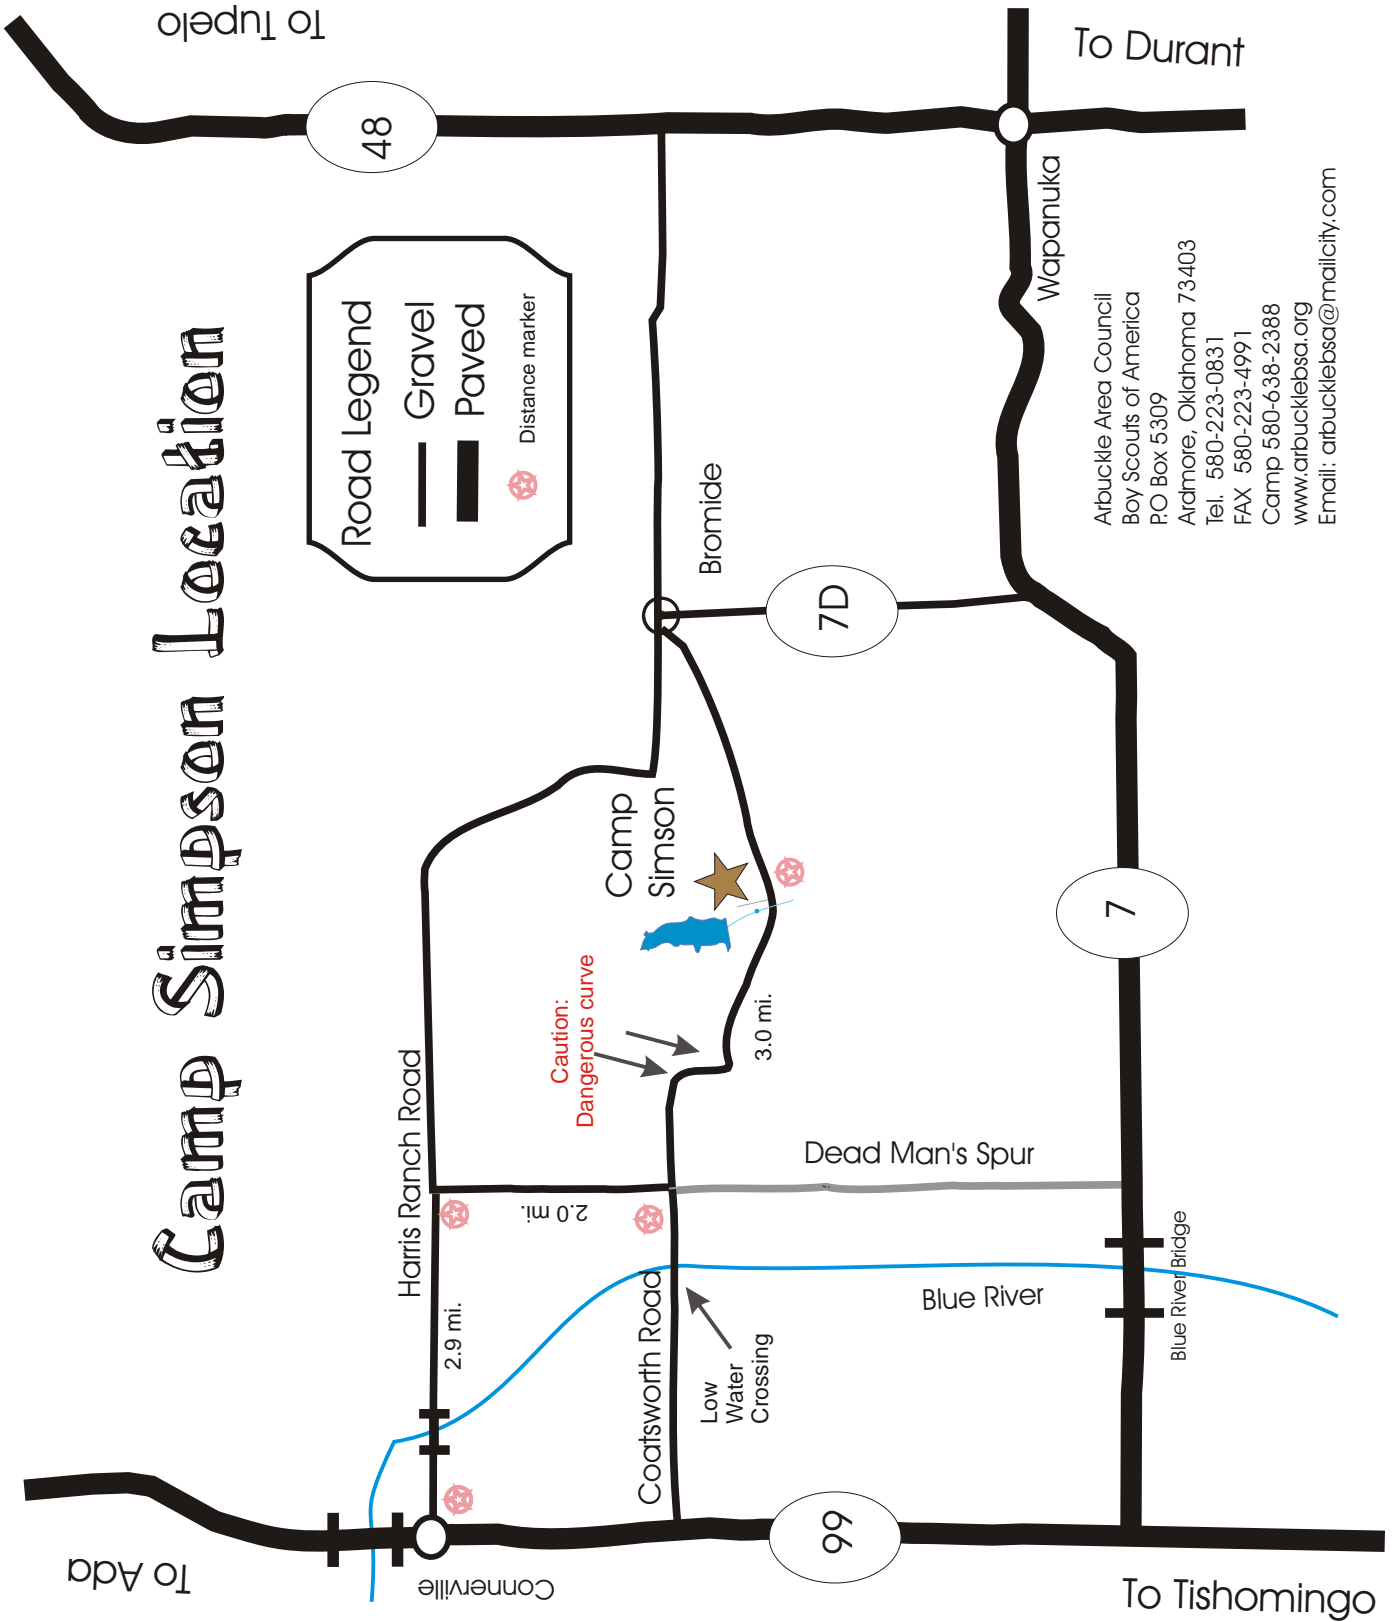 Camp Simpson Location
To Tupelo
48
To Durant
Wapanuka
Road Legend
Gravel
Paved
Distance marker
Bromide
7D
Camp
Simson
Caution:
Dangerous curve
3.0 mi.
7
Harris Ranch Road
2.0 mi.
Dead Man's Spur
2.9 mi.
Coatsworth Road
Low
Water
Crossing
Blue River
Blue River Bridge
To Ada
Connerville
99
To Tishomingo
Arbuckle Area Council
Boy Scouts of America
P.O Box 5309
Ardmore, Oklahoma 73403
Tel. 580-223-0831
FAX 580-223-4991
Camp 580-638-2388
www.arbucklebsa.org
Email: arbucklebsa@mailcity.com